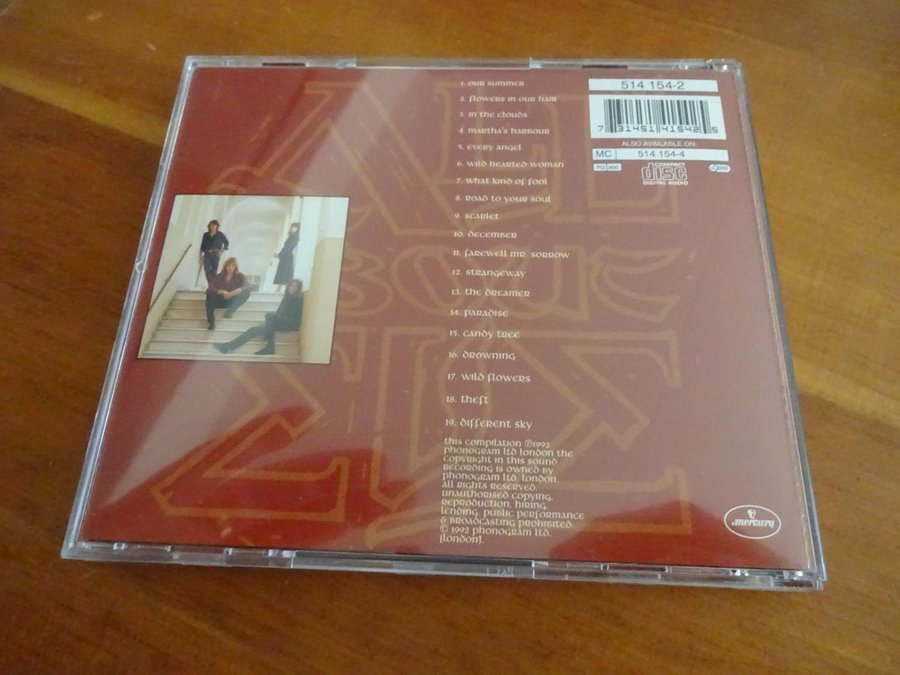 1. our summer
2. flowers in our hair
3. in the clouds
4. martha's harbour
5. every angel
6. wild hearted woman
7. what kind of fool
8. road to your soul
9. scarlet
10. december
11. farewell mr. sorrow
12. strangeway
13. the dreamer
14. paradise
15. candy tree
16. drowning
17. wild flowers
18. theft
19. different sky
this compilation ℗1992
phonogram ltd london the
copyright in this sound
recording is owned by
phonogram ltd. london
all rights reserved.
unauthorised copying,
reproduction, hiring,
lending, public performance
& broadcasting prohibited.
© 1992 phonogram ltd.
[london].
514 154-2
7 31451 41542 5
ALSO AVAILABLE ON:
MC 514 154-4
COMPACT
disc
DIGITAL AUDIO
mercury